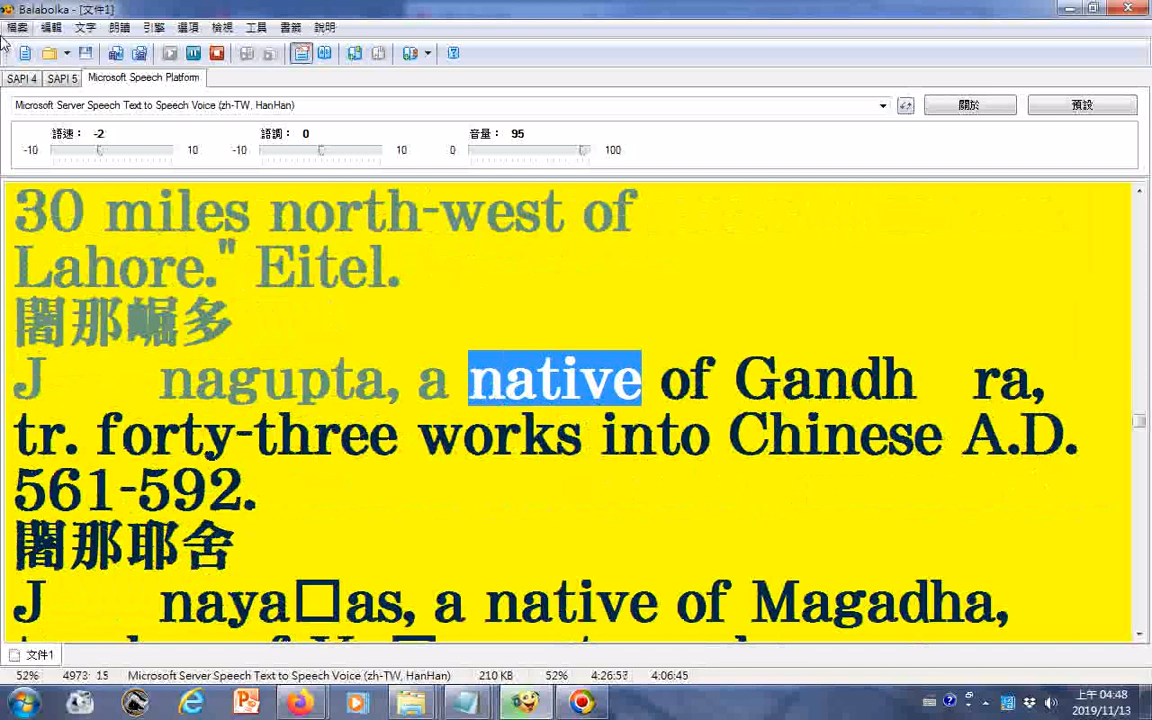 Balabolka - [文件1]
檔案 編輯 文字 朗讀 引擎 選項 檢視 工具 書籤 說明
SAPI 4 SAPI 5 Microsoft Speech Platform
Microsoft Server Speech Text to Speech Voice (zh-TW, HanHan) 關於 預設
語速： -2 語調： 0 音量： 95
-10 10 -10 10 0 100
30 miles north-west of
Lahore." Eitel.
闍那崛多
J nagupta, a native of Gandh ra,
tr. forty-three works into Chinese A.D.
561-592.
闍那耶舍
J naya□as, a native of Magadha,
文件1
52% 4973: 15 Microsoft Server Speech Text to Speech Voice (zh-TW, HanHan) 210 KB 52% 4:26:53 4:06:45
上午 04:48
2019/11/13